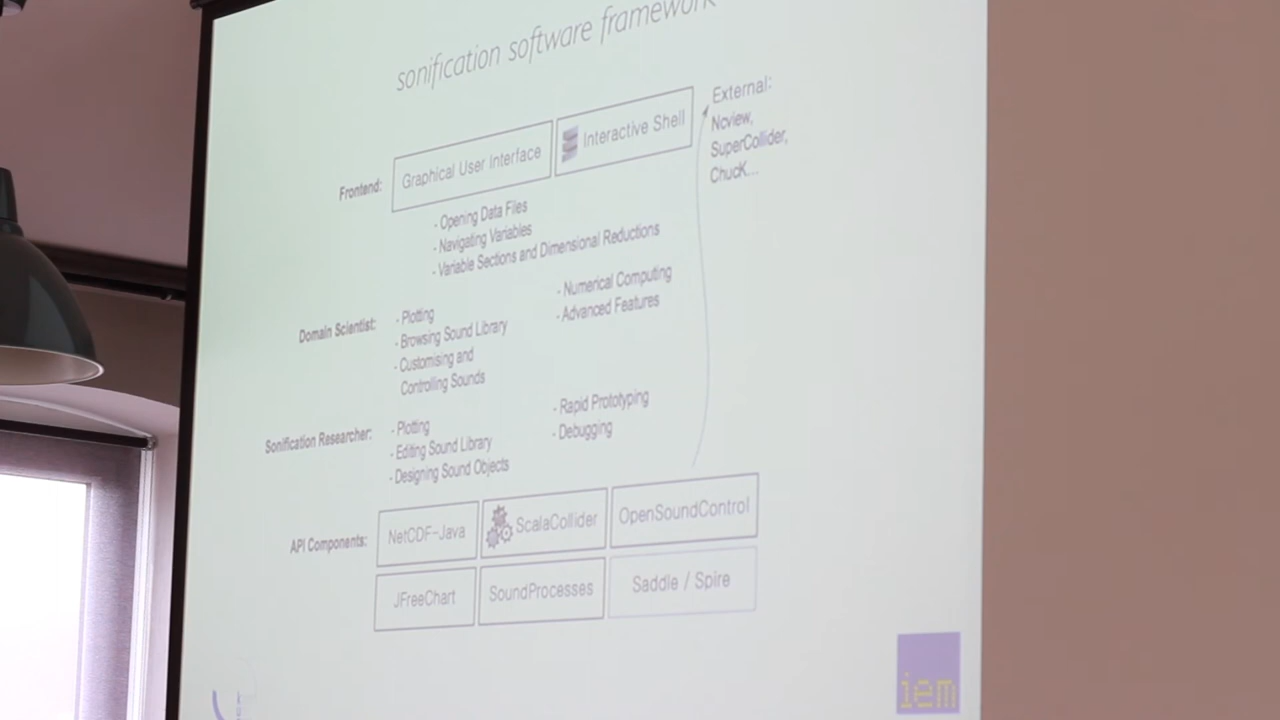 sonification software framework
External:
Ncview,
SuperCollider,
ChucK...
Frontend:
Graphical User Interface
Interactive Shell
- Opening Data Files
- Navigating Variables
- Variable Sections and Dimensional Reductions
- Numerical Computing
- Advanced Features
Domain Scientist:
- Plotting
- Browsing Sound Library
- Customising and
Controlling Sounds
- Rapid Prototyping
- Debugging
Sonification Researcher:
- Plotting
- Editing Sound Library
- Designing Sound Objects
API Components:
NetCDF-Java
ScalaCollider
OpenSoundControl
JFreeChart
SoundProcesses
Saddle / Spire
iem